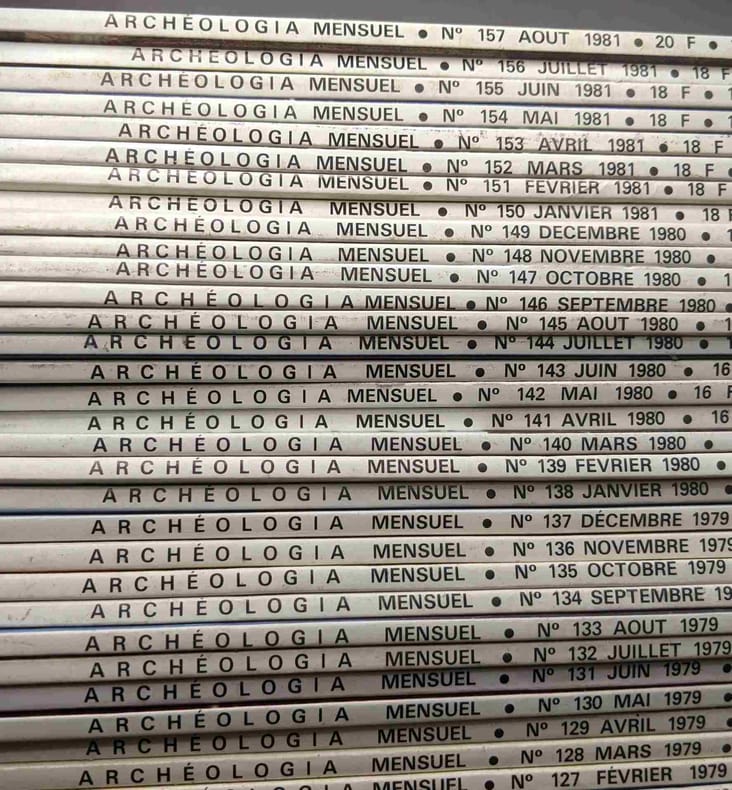 ARCHÉOLOGIA MENSUEL ● Nº 157 AOUT 1981 ● 20 F ●
ARCHÉOLOGIA MENSUEL ● Nº 156 JUILLET 1981 ● 18 F
ARCHÉOLOGIA MENSUEL ● Nº 155 JUIN 1981 ● 18 F ●
ARCHÉOLOGIA MENSUEL ● Nº 154 MAI 1981 ● 18 F ●
ARCHÉOLOGIA MENSUEL ● Nº 153 AVRIL 1981 ● 18 F
ARCHÉOLOGIA MENSUEL ● Nº 152 MARS 1981 ● 18 F ●
ARCHÉOLOGIA MENSUEL ● Nº 151 FEVRIER 1981 ● 18 F
ARCHÉOLOGIA MENSUEL ● Nº 150 JANVIER 1981 ● 18 F
ARCHÉOLOGIA MENSUEL ● Nº 149 DECEMBRE 1980 ●
ARCHÉOLOGIA MENSUEL ● Nº 148 NOVEMBRE 1980 ●
ARCHÉOLOGIA MENSUEL ● Nº 147 OCTOBRE 1980 ●
ARCHÉOLOGIA MENSUEL ● Nº 146 SEPTEMBRE 1980 ●
ARCHÉOLOGIA MENSUEL ● Nº 145 AOUT 1980 ●
ARCHÉOLOGIA MENSUEL ● Nº 144 JUILLET 1980 ●
ARCHÉOLOGIA MENSUEL ● Nº 143 JUIN 1980 ● 16
ARCHÉOLOGIA MENSUEL ● Nº 142 MAI 1980 ● 16 F
ARCHÉOLOGIA MENSUEL ● Nº 141 AVRIL 1980 ● 16
ARCHÉOLOGIA MENSUEL ● Nº 140 MARS 1980 ●
ARCHÉOLOGIA MENSUEL ● Nº 139 FEVRIER 1980 ●
ARCHÉOLOGIA MENSUEL ● Nº 138 JANVIER 1980 ●
ARCHÉOLOGIA MENSUEL ● Nº 137 DÉCEMBRE 1979
ARCHÉOLOGIA MENSUEL ● Nº 136 NOVEMBRE 1979
ARCHÉOLOGIA MENSUEL ● Nº 135 OCTOBRE 1979
ARCHÉOLOGIA MENSUEL ● Nº 134 SEPTEMBRE 19
ARCHÉOLOGIA MENSUEL ● Nº 133 AOUT 1979
ARCHÉOLOGIA MENSUEL ● Nº 132 JUILLET 1979
ARCHÉOLOGIA MENSUEL ● Nº 131 JUIN 1979 ●
ARCHÉOLOGIA MENSUEL ● Nº 130 MAI 1979 ●
ARCHÉOLOGIA MENSUEL ● Nº 129 AVRIL 1979 ●
ARCHÉOLOGIA MENSUEL ● Nº 128 MARS 1979 ●
MENSUEL ● Nº 127 FÉVRIER 1979